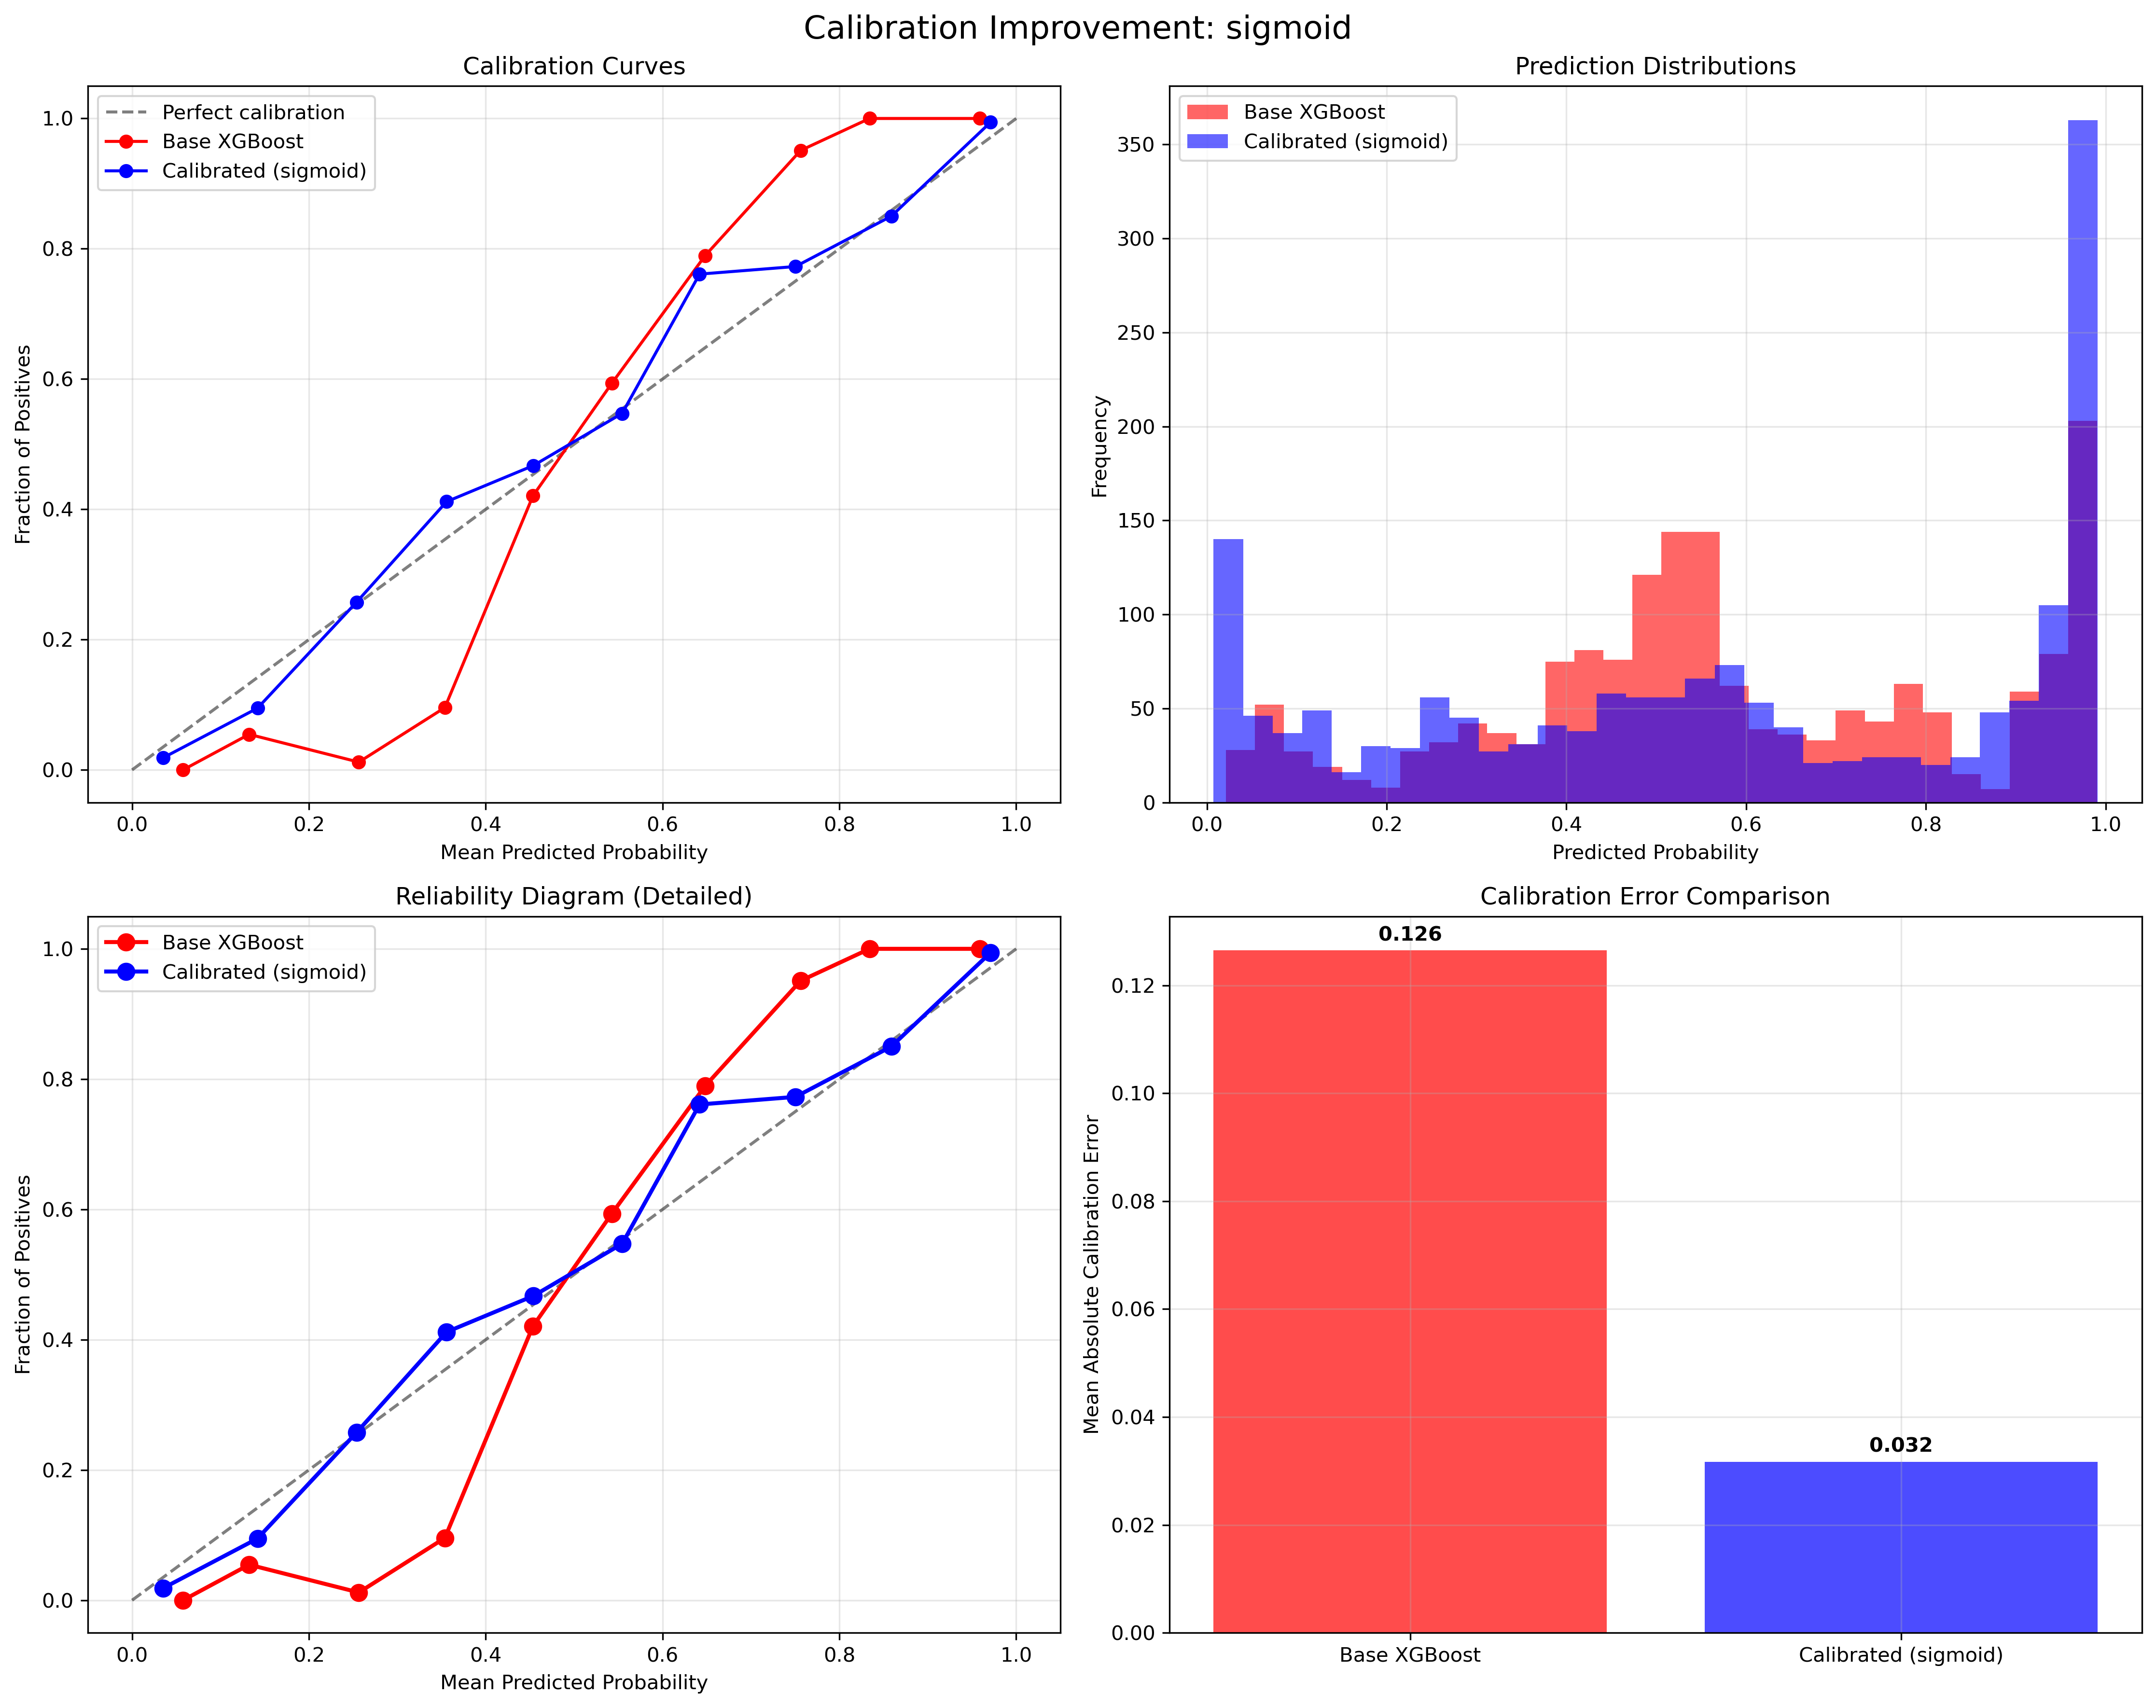 Calibration Improvement: sigmoid
Calibration Curves
Perfect calibration
Base XGBoost
Calibrated (sigmoid)
Fraction of Positives
1.0
0.8
0.6
0.4
0.2
0.0
0.0 0.2 0.4 0.6 0.8 1.0
Mean Predicted Probability
Prediction Distributions
Base XGBoost
Calibrated (sigmoid)
Frequency
350
300
250
200
150
100
50
0
0.0 0.2 0.4 0.6 0.8 1.0
Predicted Probability
Reliability Diagram (Detailed)
Base XGBoost
Calibrated (sigmoid)
Fraction of Positives
1.0
0.8
0.6
0.4
0.2
0.0
0.0 0.2 0.4 0.6 0.8 1.0
Mean Predicted Probability
Calibration Error Comparison
0.126
0.032
Mean Absolute Calibration Error
0.12
0.10
0.08
0.06
0.04
0.02
0.00
Base XGBoost Calibrated (sigmoid)